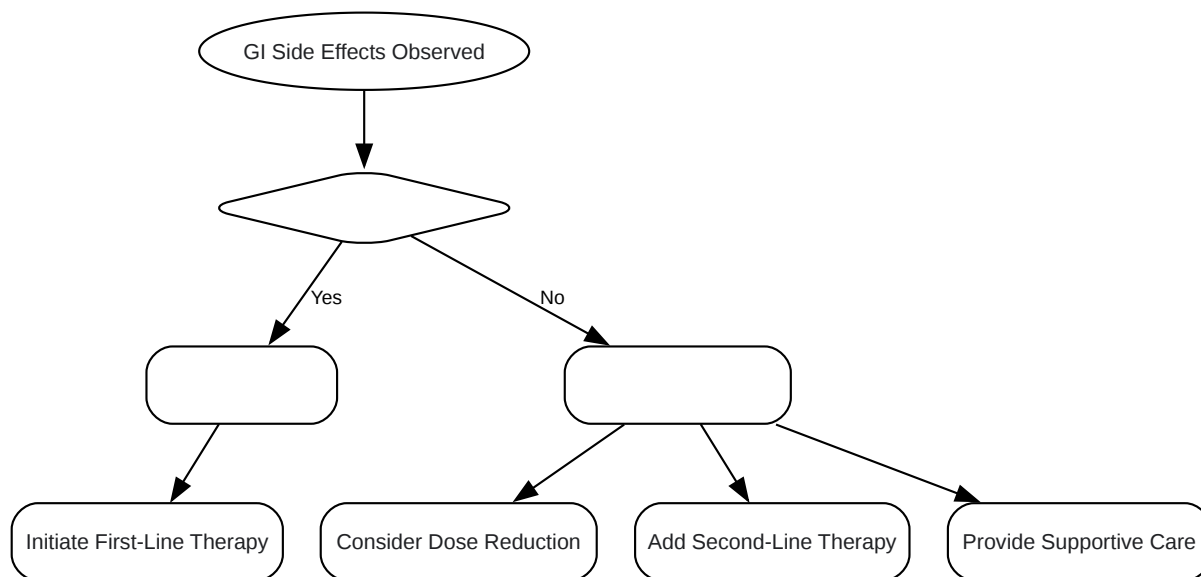 GI Side Effects Observed
Yes
No
Initiate First-Line Therapy
Consider Dose Reduction
Add Second-Line Therapy
Provide Supportive Care